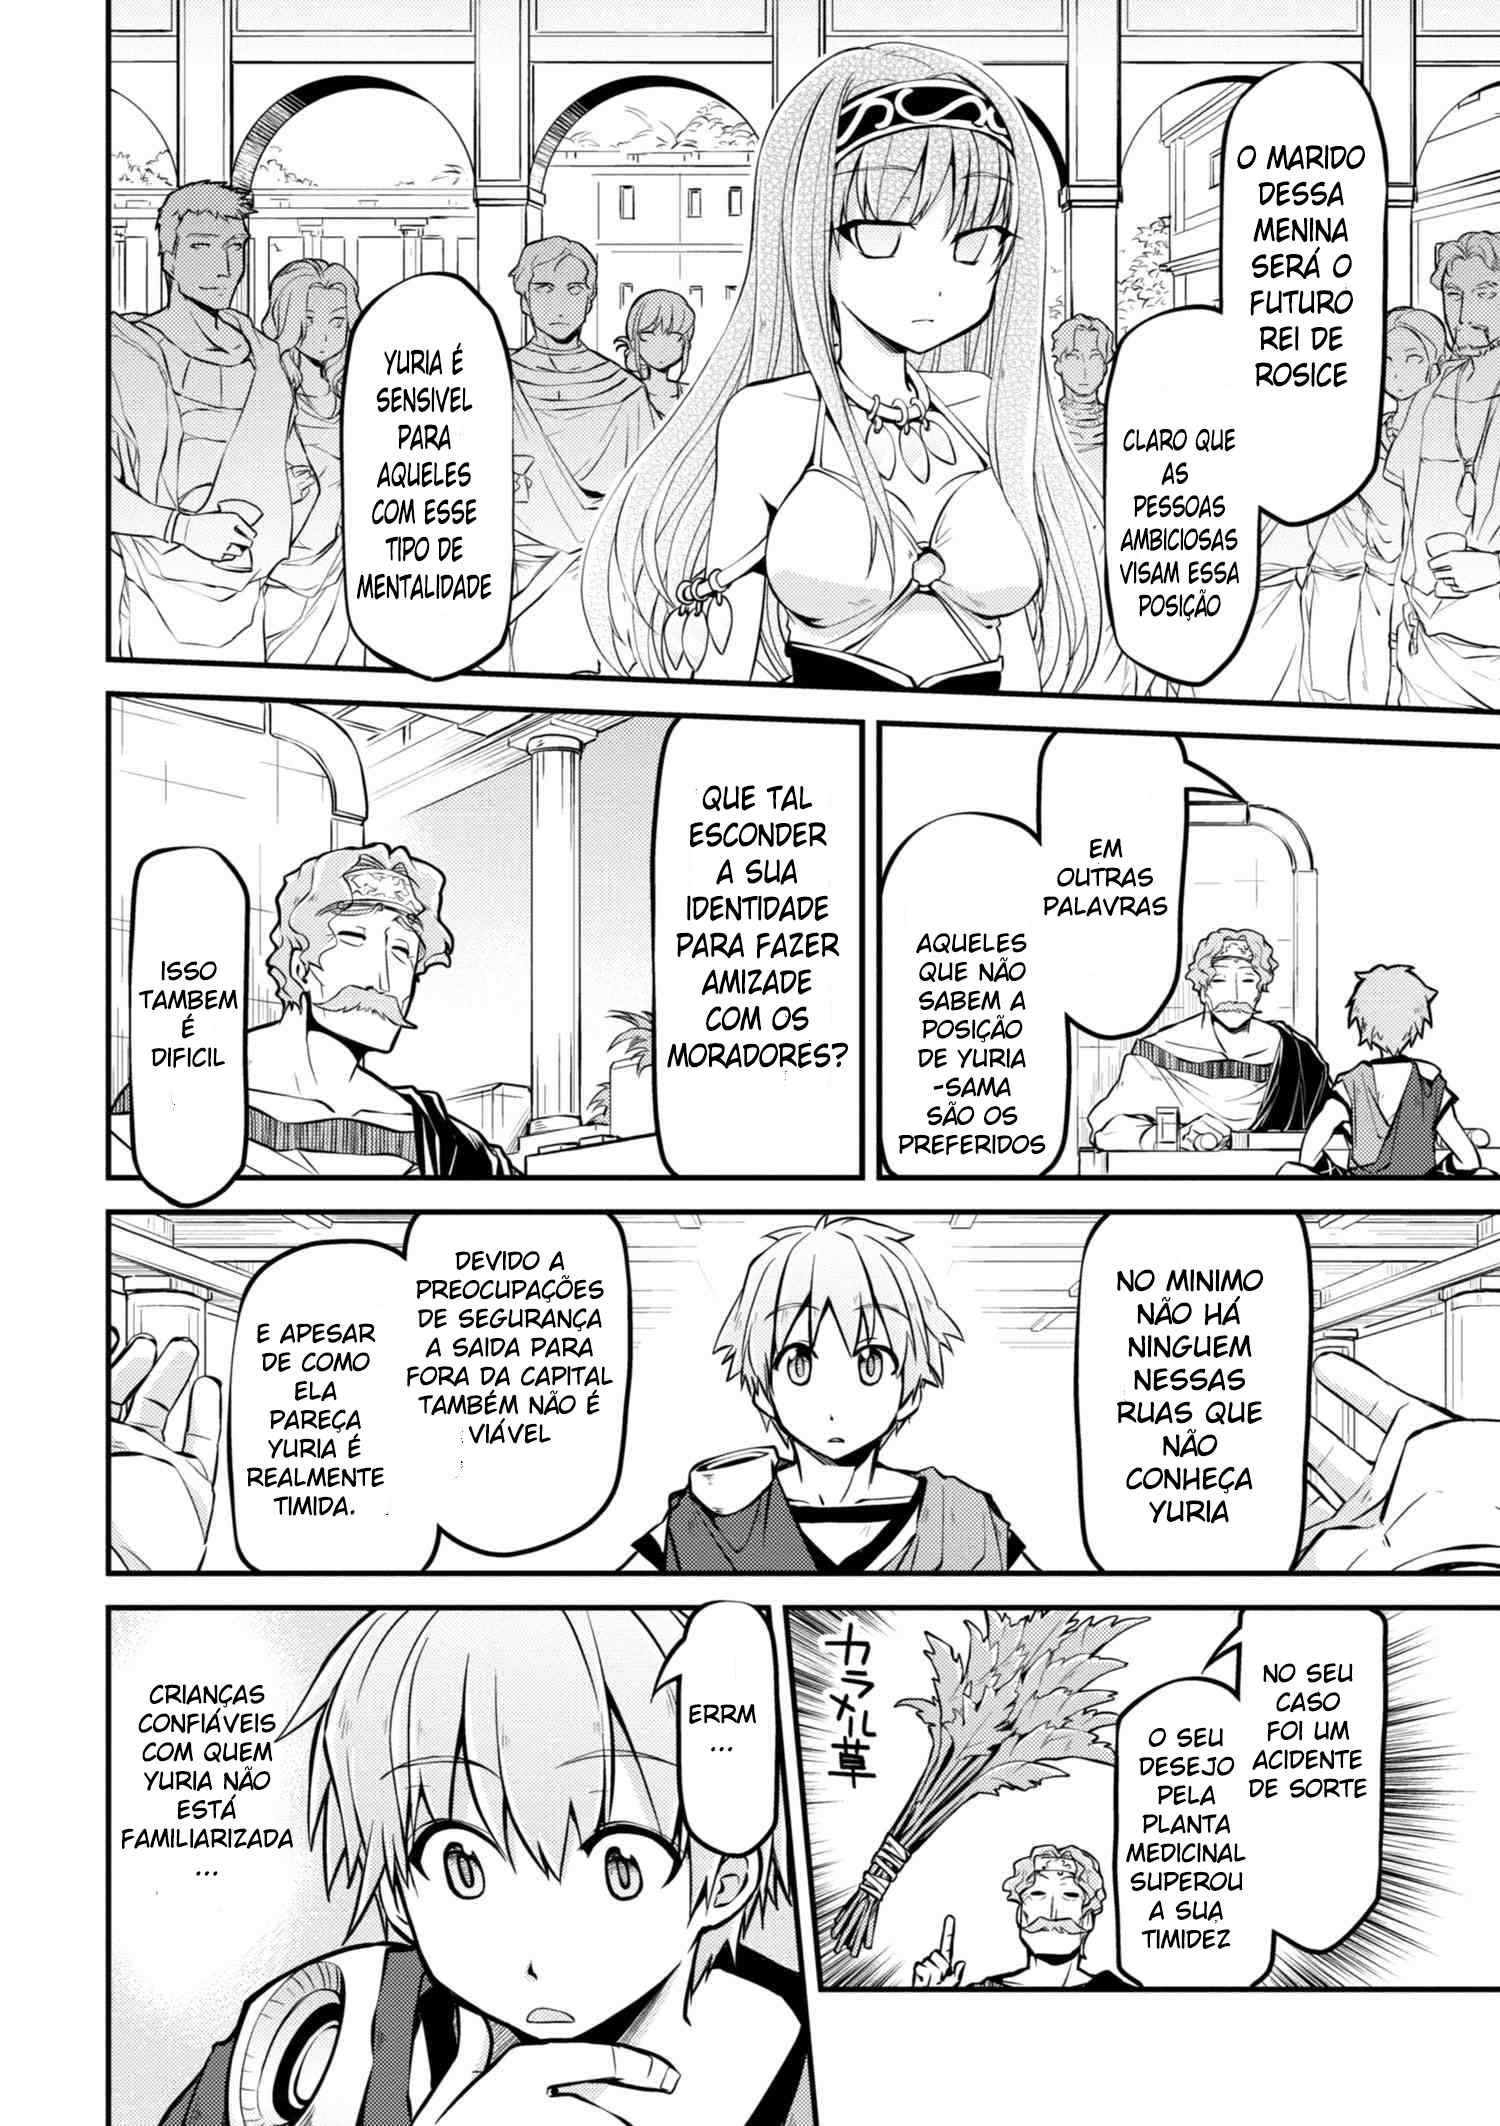 O MARIDO
DESSA
MENINA
SERÁ O
FUTURO
REI DE
ROSICE
CLARO QUE
AS
PESSOAS
AMBICIOSAS
VISAM ESSA
POSIÇÃO
YURIA É
SENSIVEL
PARA
AQUELES
COM ESSE
TIPO DE
MENTALIDADE
EM
OUTRAS
PALAVRAS
AQUELES
QUE NÃO
SABEM A
POSIÇÃO
DE YURIA
-SAMA
SÃO OS
PREFERIDOS
QUE TAL
ESCONDER
A SUA
IDENTIDADE
PARA FAZER
AMIZADE
COM OS
MORADORES?
ISSO
TAMBEM
É
DIFICIL
NO MINIMO
NÃO HÁ
NINGUEM
NESSAS
RUAS QUE
NÃO
CONHEÇA
YURIA
DEVIDO A
PREOCUPAÇÕES
DE SEGURANÇA
A SAIDA PARA
FORA DA CAPITAL
TAMBÉM NÃO É
VIÁVEL
E APESAR
DE COMO
ELA
PAREÇA
YURIA É
REALMENTE
TIMIDA.
NO SEU
CASO
FOI UM
ACIDENTE
DE SORTE
O SEU
DESEJO
PELA
PLANTA
MEDICINAL
SUPEROU
A SUA
TIMIDEZ
カラメル草
ERRM
...
CRIANÇAS
CONFIÁVEIS
COM QUEM
YURIA NÃO
ESTÁ
FAMILIARIZADA
...